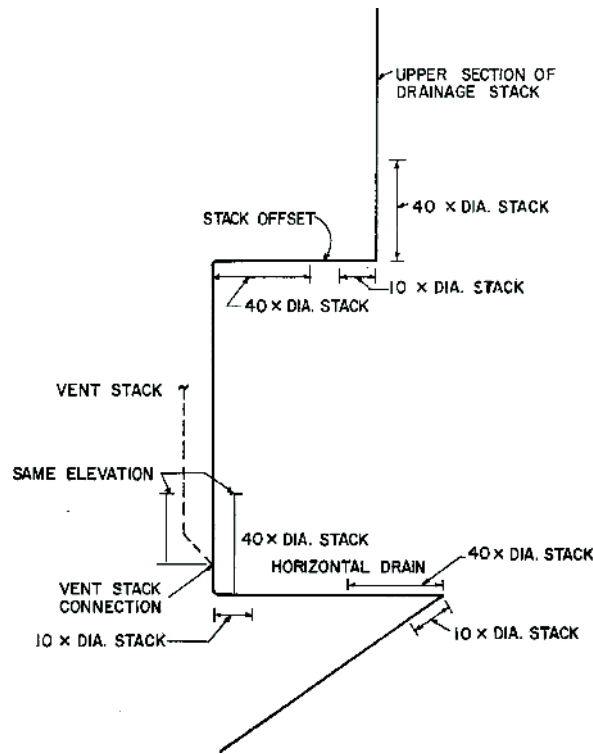 UPPER SECTION OF
DRAINAGE STACK
40 × DIA. STACK
STACK OFFSET
10 × DIA. STACK
40 × DIA. STACK
VENT STACK
SAME ELEVATION
40 × DIA. STACK
40 × DIA. STACK
HORIZONTAL DRAIN
VENT STACK
CONNECTION
10 × DIA. STACK
10 × DIA. STACK